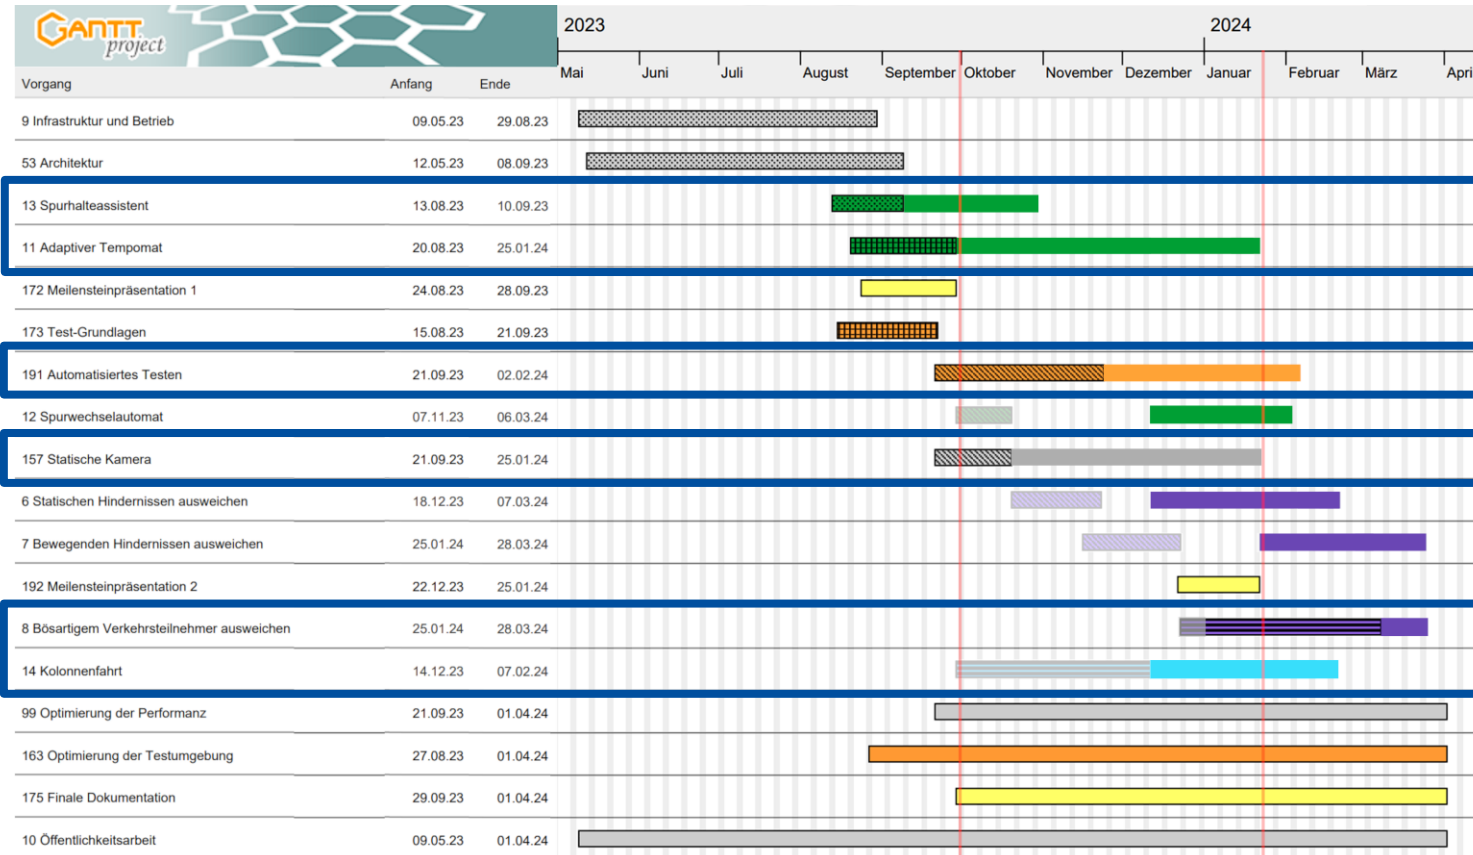 GANTT project
2023 2024
Mai Juni Juli August September Oktober November Dezember Januar Februar März Apri
Vorgang Anfang Ende
9 Infrastruktur und Betrieb 09.05.23 29.08.23
53 Architektur 12.05.23 08.09.23
13 Spurhalteassistent 13.08.23 10.09.23
11 Adaptiver Tempomat 20.08.23 25.01.24
172 Meilensteinpräsentation 1 24.08.23 28.09.23
173 Test-Grundlagen 15.08.23 21.09.23
191 Automatisiertes Testen 21.09.23 02.02.24
12 Spurwechselautomat 07.11.23 06.03.24
157 Statische Kamera 21.09.23 25.01.24
6 Statischen Hindernissen ausweichen 18.12.23 07.03.24
7 Bewegenden Hindernissen ausweichen 25.01.24 28.03.24
192 Meilensteinpräsentation 2 22.12.23 25.01.24
8 Bösartigem Verkehrsteilnehmer ausweichen 25.01.24 28.03.24
14 Kolonnenfahrt 14.12.23 07.02.24
99 Optimierung der Performanz 21.09.23 01.04.24
163 Optimierung der Testumgebung 27.08.23 01.04.24
175 Finale Dokumentation 29.09.23 01.04.24
10 Öffentlichkeitsarbeit 09.05.23 01.04.24